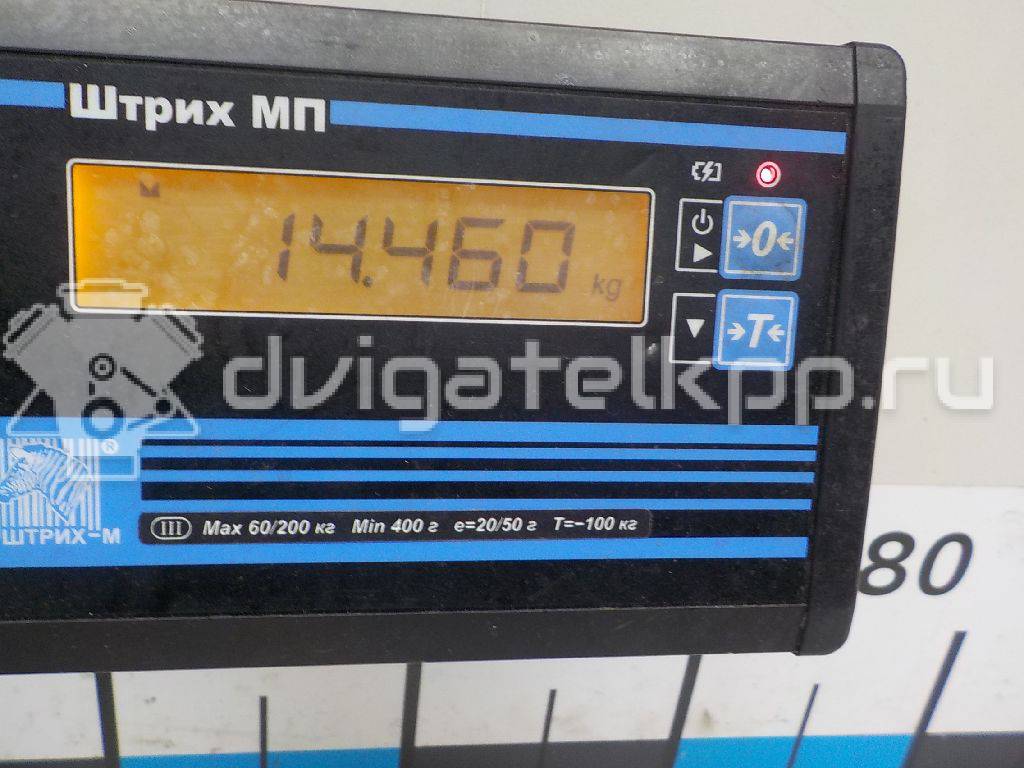 Штрих МП
14.460 kg
→0←
→T←
dvigatelkpp.ru
®
ШТРИХ-М
III Max 60/200 кг Min 400 г e=20/50 г T=-100 кг
80